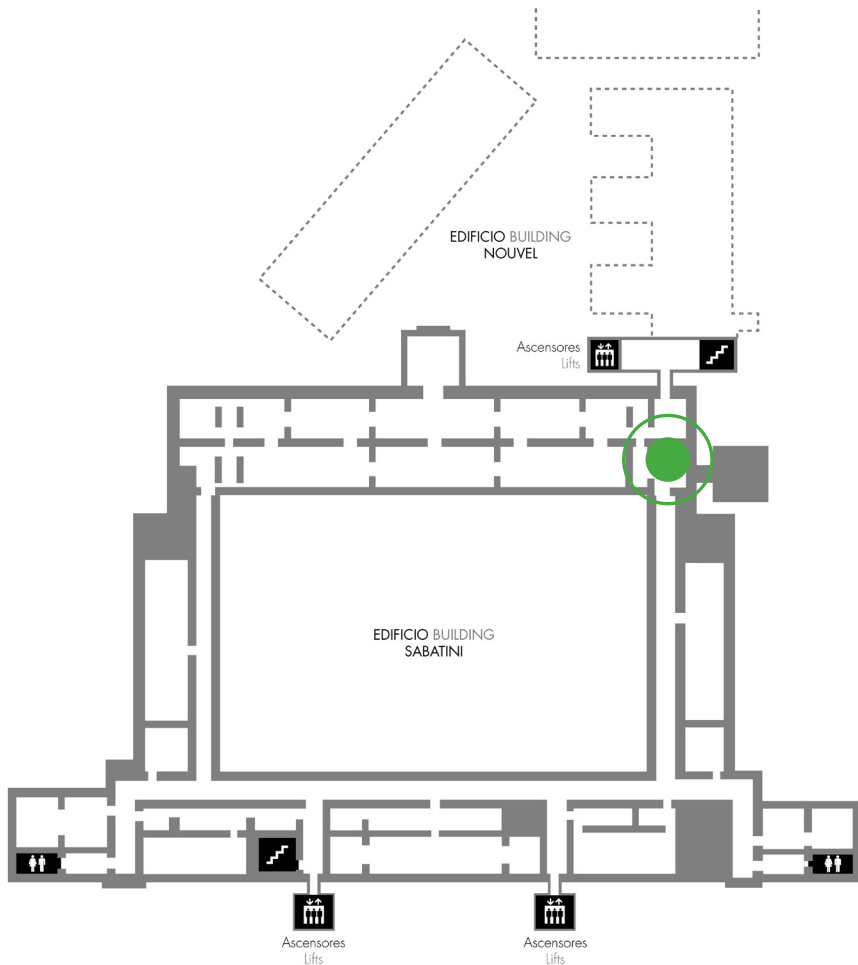 EDIFICIO BUILDING
NOUVEL
Ascensores
Lifts
EDIFICIO BUILDING
SABATINI
Ascensores
Lifts
Ascensores
Lifts